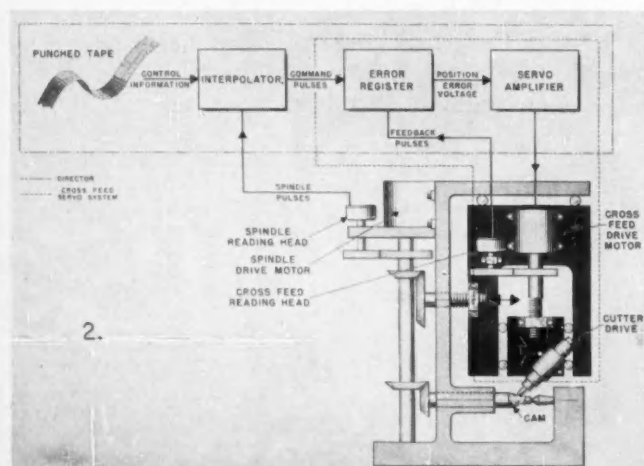 PUNCHED TAPE
CONTROL
INFORMATION
INTERPOLATOR
COMMAND
PULSES
ERROR
REGISTER
POSITION
ERROR
VOLTAGE
SERVO
AMPLIFIER
FEEDBACK
PULSES
DIRECTOR
CROSS FEED
SERVO SYSTEM
SPINDLE
PULSES
SPINDLE
READING HEAD
SPINDLE
DRIVE MOTOR
CROSS FEED
READING HEAD
CROSS
FEED
DRIVE
MOTOR
CUTTER
DRIVE
2.
CAM